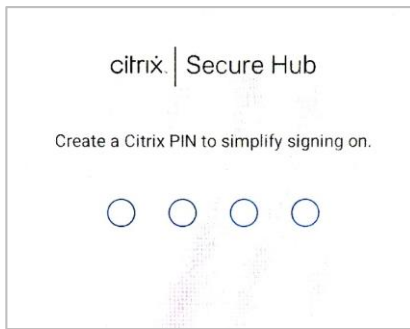 citrix. Secure Hub
Create a Citrix PIN to simplify signing on.